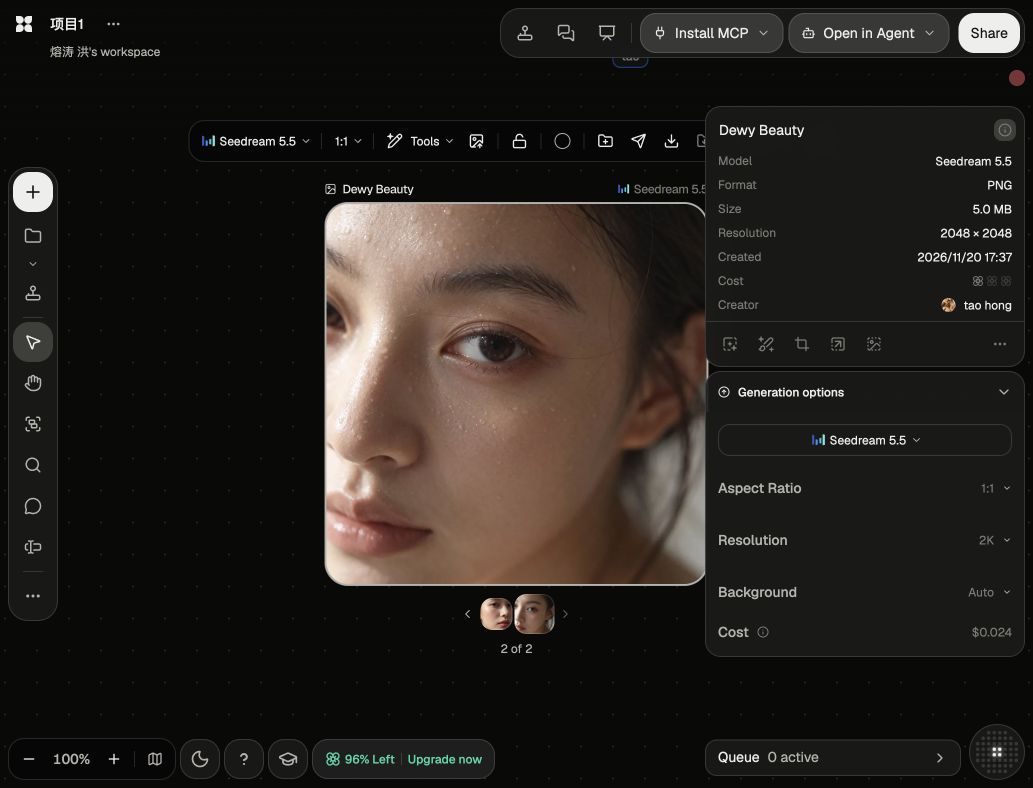 项目1
熔涛 洪's workspace
Install MCP
Open in Agent
Share
tao
Seedream 5.5
1:1
Tools
Dewy Beauty
Seedream 5.5
Dewy Beauty
Model
Seedream 5.5
Format
PNG
Size
5.0 MB
Resolution
2048 × 2048
Created
2026/11/20 17:37
Cost
Creator
tao hong
Generation options
Seedream 5.5
Aspect Ratio
1:1
Resolution
2K
Background
Auto
Cost
$0.024
2 of 2
100%
?
96% Left
Upgrade now
Queue
0 active